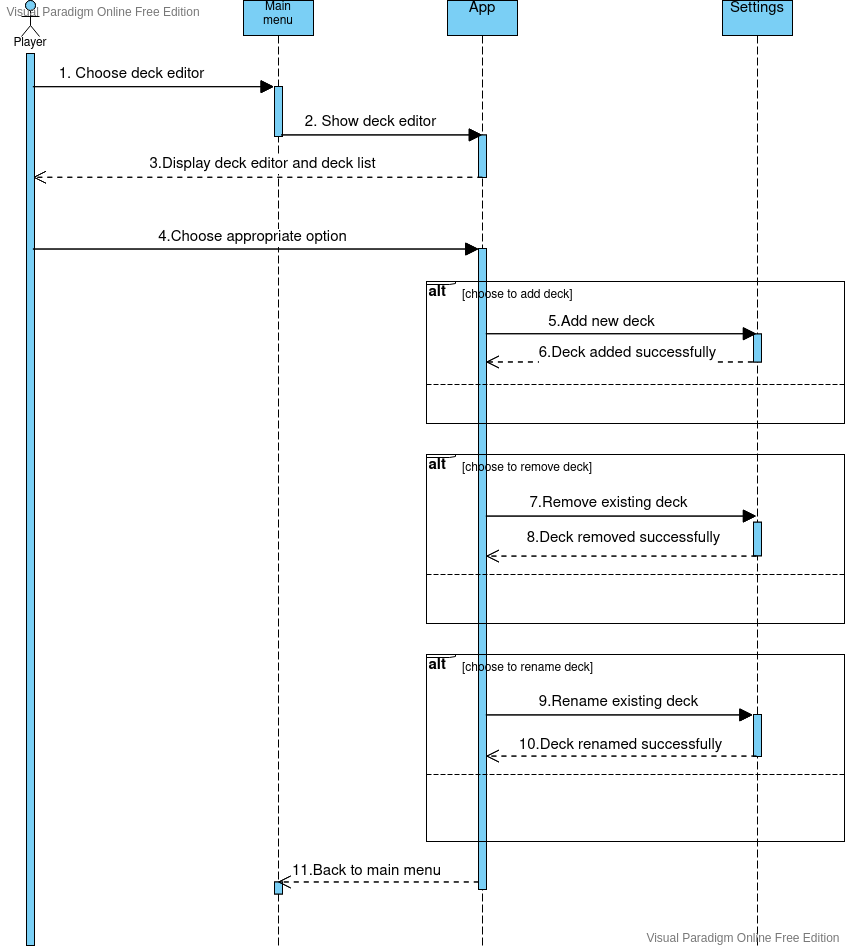 Visual Paradigm Online Free Edition
Player
Main
menu
App
Settings
1. Choose deck editor
2. Show deck editor
3.Display deck editor and deck list
4.Choose appropriate option
alt
[choose to add deck]
5.Add new deck
6.Deck added successfully
alt
[choose to remove deck]
7.Remove existing deck
8.Deck removed successfully
alt
[choose to rename deck]
9.Rename existing deck
10.Deck renamed successfully
11.Back to main menu
Visual Paradigm Online Free Edition